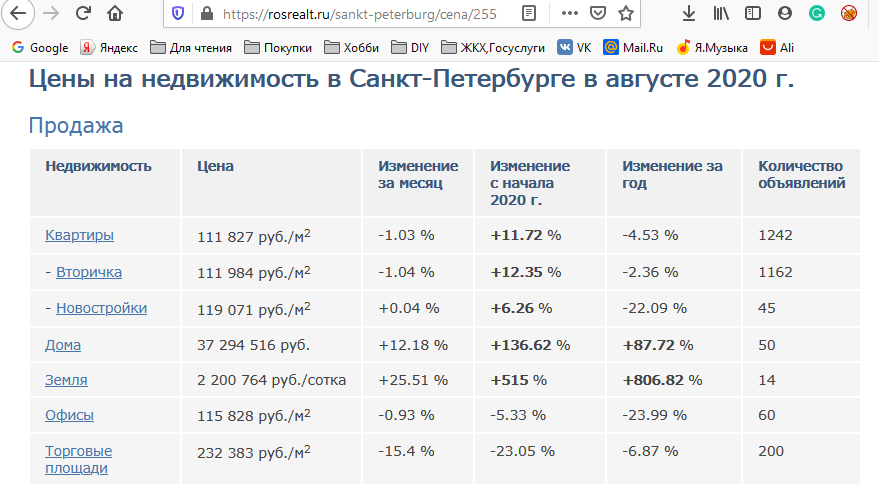 https://rosrealt.ru/sankt-peterburg/cena/255
Google Яндекс Для чтения Покупки Хобби DIY ЖКХ,Госуслуги VK Mail.Ru Я.Музыка Ali
Цены на недвижимость в Санкт-Петербурге в августе 2020 г.
Продажа
Недвижимость Цена Изменение за месяц Изменение с начала 2020 г. Изменение за год Количество объявлений
Квартиры 111 827 руб./м2 -1.03 % +11.72 % -4.53 % 1242
- Вторичка 111 984 руб./м2 -1.04 % +12.35 % -2.36 % 1162
- Новостройки 119 071 руб./м2 +0.04 % +6.26 % -22.09 % 45
Дома 37 294 516 руб. +12.18 % +136.62 % +87.72 % 50
Земля 2 200 764 руб./сотка +25.51 % +515 % +806.82 % 14
Офисы 115 828 руб./м2 -0.93 % -5.33 % -23.99 % 60
Торговые площади 232 383 руб./м2 -15.4 % -23.05 % -6.87 % 200